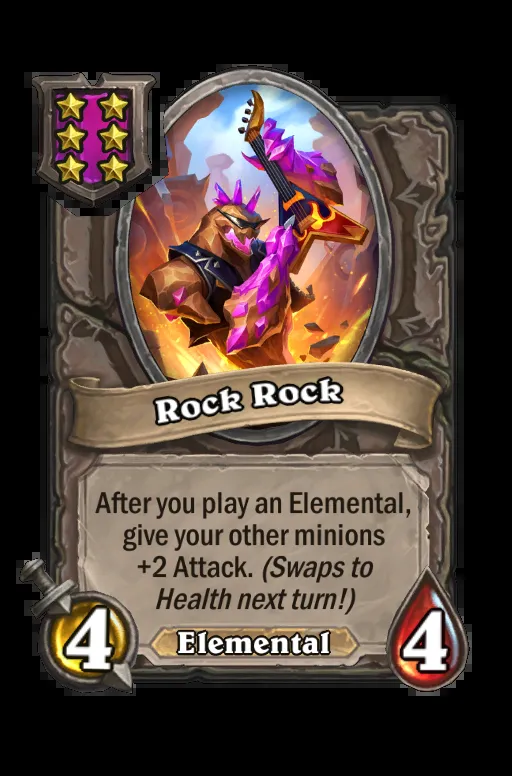 Rock Rock
After you play an Elemental,
give your other minions
+2 Attack. (Swaps to
Health next turn!)
4
Elemental
4